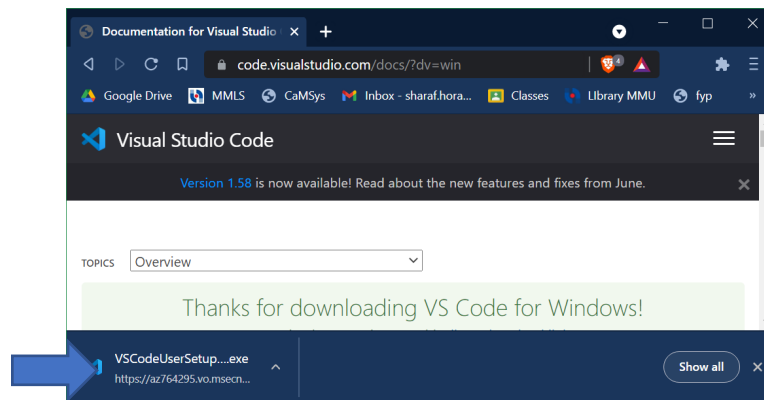 Documentation for Visual Studio
code.visualstudio.com/docs/?dv=win
4
Google Drive MMLS CaMSys Inbox - sharaf.hora... Classes LIbrary MMU fyp »
Visual Studio Code
Version 1.58 is now available! Read about the new features and fixes from June.
TOPICS Overview
Thanks for downloading VS Code for Windows!
VSCodeUserSetup....exe
https://az764295.vo.msecn...
Show all